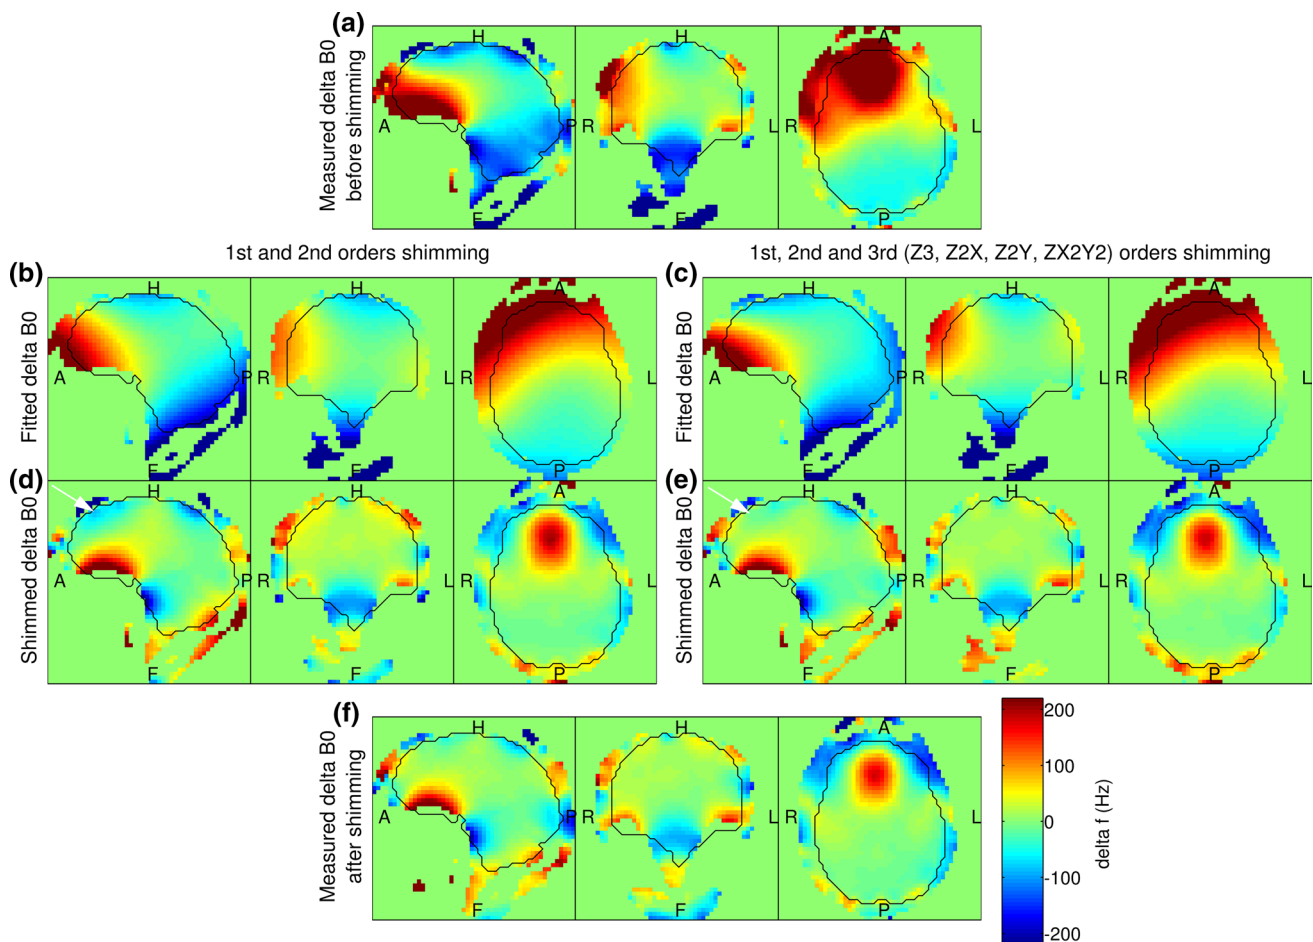 (a)
Measured delta B0
before shimming
H
A
P
F
H
R
L
F
A
R
L
P
1st and 2nd orders shimming
1st, 2nd and 3rd (Z3, Z2X, Z2Y, ZX2Y2) orders shimming
(b)
Fitted delta B0
H
A
P
F
H
R
L
F
A
R
L
P
(c)
Fitted delta B0
H
A
P
F
H
R
L
F
A
R
L
P
(d)
Shimmed delta B0
H
A
P
F
H
R
L
F
A
R
L
P
(e)
Shimmed delta B0
H
A
P
F
H
R
L
F
A
R
L
P
(f)
Measured delta B0
after shimming
H
A
P
F
H
R
L
F
A
R
L
P
200
100
0
-100
-200
delta f (Hz)